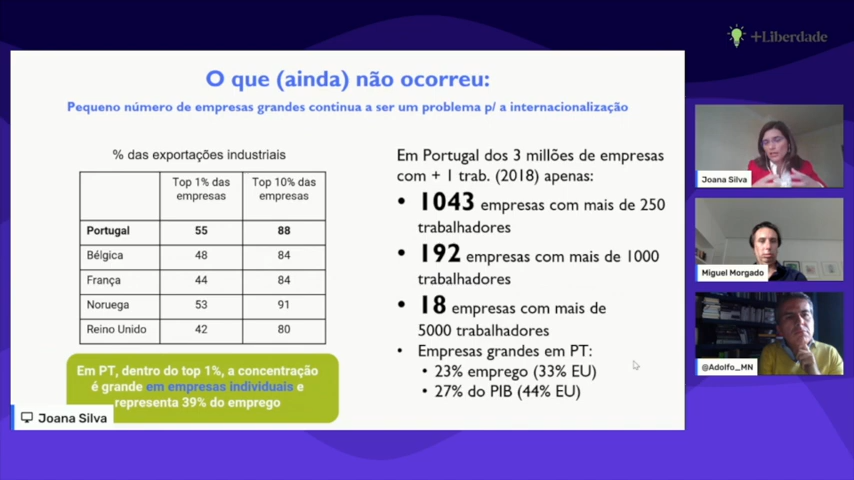 +Liberdade
O que (ainda) não ocorreu:
Pequeno número de empresas grandes continua a ser um problema p/ a internacionalização
% das exportações industriais
Top 1% das empresas Top 10% das empresas
Portugal 55 88
Bélgica 48 84
França 44 84
Noruega 53 91
Reino Unido 42 80
Em PT, dentro do top 1%, a concentração
é grande em empresas individuais e
representa 39% do emprego
Joana Silva
Em Portugal dos 3 millões de empresas
com + 1 trab. (2018) apenas:
• 1043 empresas com mais de 250
trabalhadores
• 192 empresas com mais de 1000
trabalhadores
• 18 empresas com mais de
5000 trabalhadores
• Empresas grandes em PT:
• 23% emprego (33% EU)
• 27% do PIB (44% EU)
Joana Silva
Miguel Morgado
@Adolfo_MN